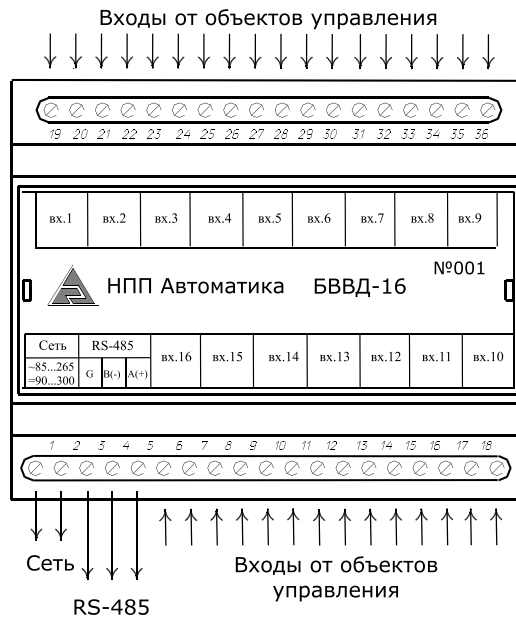 Входы от объектов управления
19 20 21 22 23 24 25 26 27 28 29 30 31 32 33 34 35 36
вх.1 вх.2 вх.3 вх.4 вх.5 вх.6 вх.7 вх.8 вх.9
№001
НПП Автоматика БВВД-16
Сеть RS-485
~85...265
=90...300
G B(-) A(+)
вх.16 вх.15 вх.14 вх.13 вх.12 вх.11 вх.10
1 2 3 4 5 6 7 8 9 10 11 12 13 14 15 16 17 18
Сеть
RS-485
Входы от объектов
управления